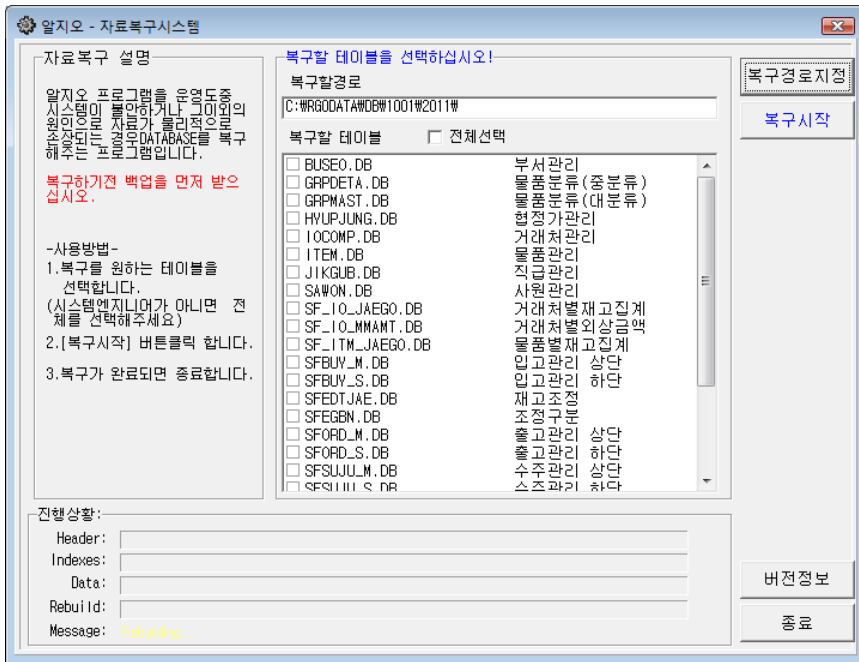 알지오 - 자료복구시스템
자료복구 설명
알지오 프로그램을 운영도중
시스템이 불안하거나 그이외의
원인으로 자료가 물리적으로
손상되는 경우DATABASE를 복구
해주는 프로그램입니다.
복구하기전 백업을 먼저 받으
십시오.
-사용방법-
1.복구를 원하는 테이블을
선택합니다.
(시스템엔지니어가 아니면 전
체를 선택해주세요)
2.[복구시작] 버튼클릭 합니다.
3.복구가 완료되면 종료합니다.
복구할 테이블을 선택하십시오!
복구할경로
C:₩RGODATA₩DB₩1001₩2011₩
복구할 테이블 전체선택
BUSEO.DB 부서관리
GRPDETA.DB 물품분류(중분류)
GRPMAST.DB 물품분류(대분류)
HYUPJUNG.DB 협정가관리
IOCOMP.DB 거래처관리
ITEM.DB 물품관리
JIKGUB.DB 직급관리
SAWON.DB 사원관리
SF_IO_JAEGO.DB 거래처별재고집계
SF_IO_MMAMT.DB 거래처별외상금액
SF_ITM_JAEGO.DB 물품별재고집계
SFBUY_M.DB 입고관리 상단
SFBUY_S.DB 입고관리 하단
SFEDTJAE.DB 재고조정
SFEGBN.DB 조정구분
SFORD_M.DB 출고관리 상단
SFORD_S.DB 출고관리 하단
SFSUJU_M.DB 수주관리 상단
SFSUJU_S.DB 수주관리 하단
복구경로지정
복구시작
진행상황:
Header:
Indexes:
Data:
Rebuild:
Message: Rebuilding...
버전정보
종료